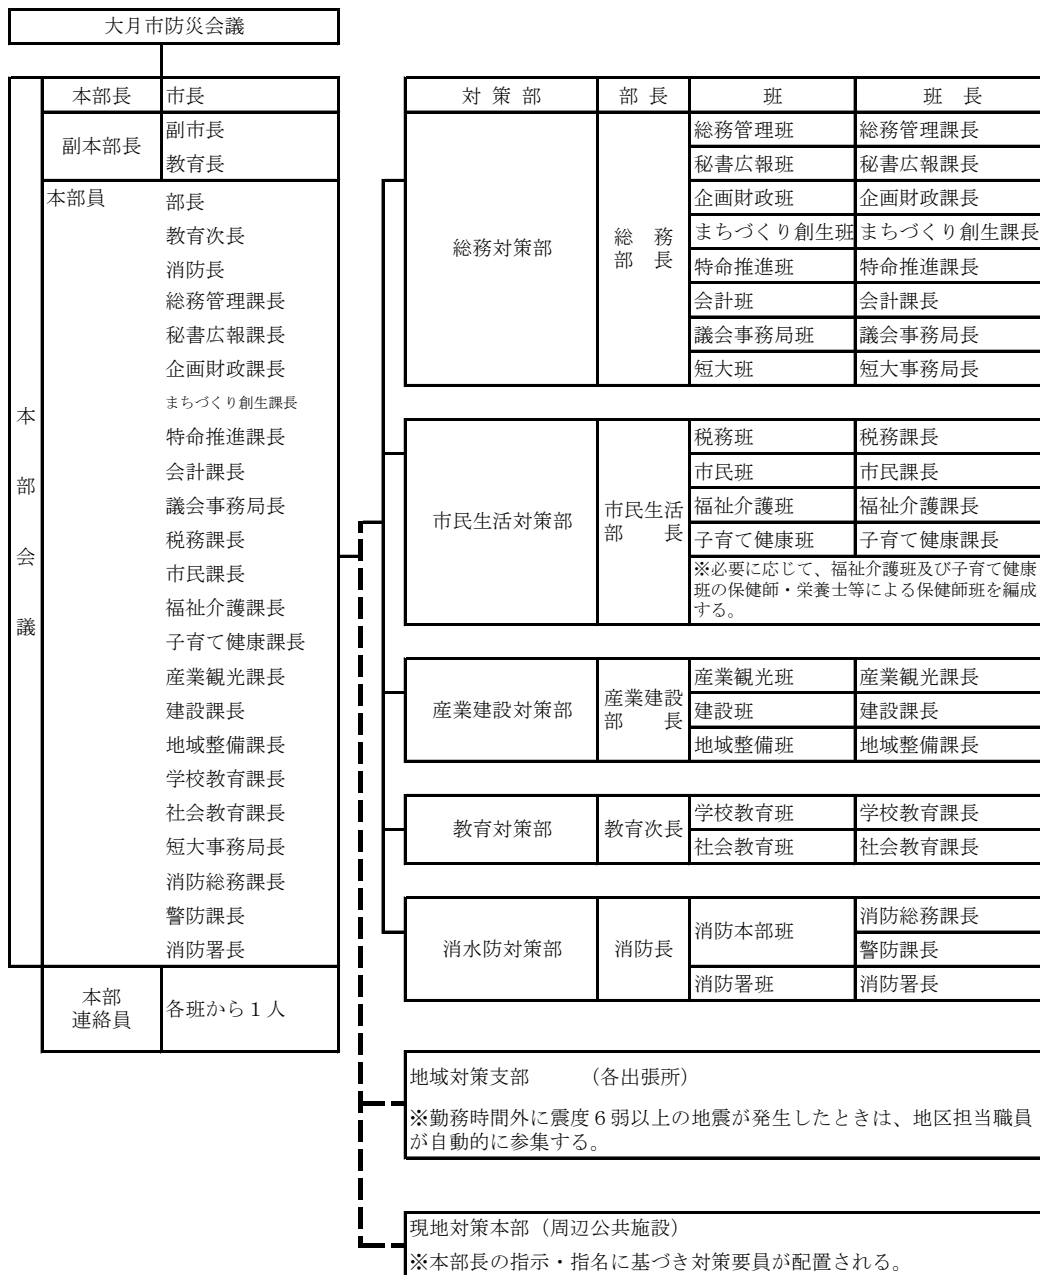 大月市防災会議
本部長 市長
副本部長
副市長
教育長
本部員 部長
教育次長
消防長
総務管理課長
秘書広報課長
企画財政課長
まちづくり創生課長
特命推進課長
会計課長
議会事務局長
税務課長
市民課長
福祉介護課長
子育て健康課長
産業観光課長
建設課長
地域整備課長
学校教育課長
社会教育課長
短大事務局長
消防総務課長
警防課長
消防署長
本部会議
本部
連絡員
各班から1人
対策部 部長 班 班長
総務対策部
総務
部長
総務管理班 総務管理課長
秘書広報班 秘書広報課長
企画財政班 企画財政課長
まちづくり創生班 まちづくり創生課長
特命推進班 特命推進課長
会計班 会計課長
議会事務局班 議会事務局長
短大班 短大事務局長
市民生活対策部
市民生活
部長
税務班 税務課長
市民班 市民課長
福祉介護班 福祉介護課長
子育て健康班 子育て健康課長
※必要に応じて、福祉介護班及び子育て健康
班の保健師・栄養士等による保健師班を編成
する。
産業建設対策部
産業建設
部長
産業観光班 産業観光課長
建設班 建設課長
地域整備班 地域整備課長
教育対策部 教育次長
学校教育班 学校教育課長
社会教育班 社会教育課長
消水防対策部 消防長
消防本部班
消防総務課長
警防課長
消防署班 消防署長
地域対策支部 (各出張所)
※勤務時間外に震度6弱以上の地震が発生したときは、地区担当職員
が自動的に参集する。
現地対策本部(周辺公共施設)
※本部長の指示・指名に基づき対策要員が配置される。